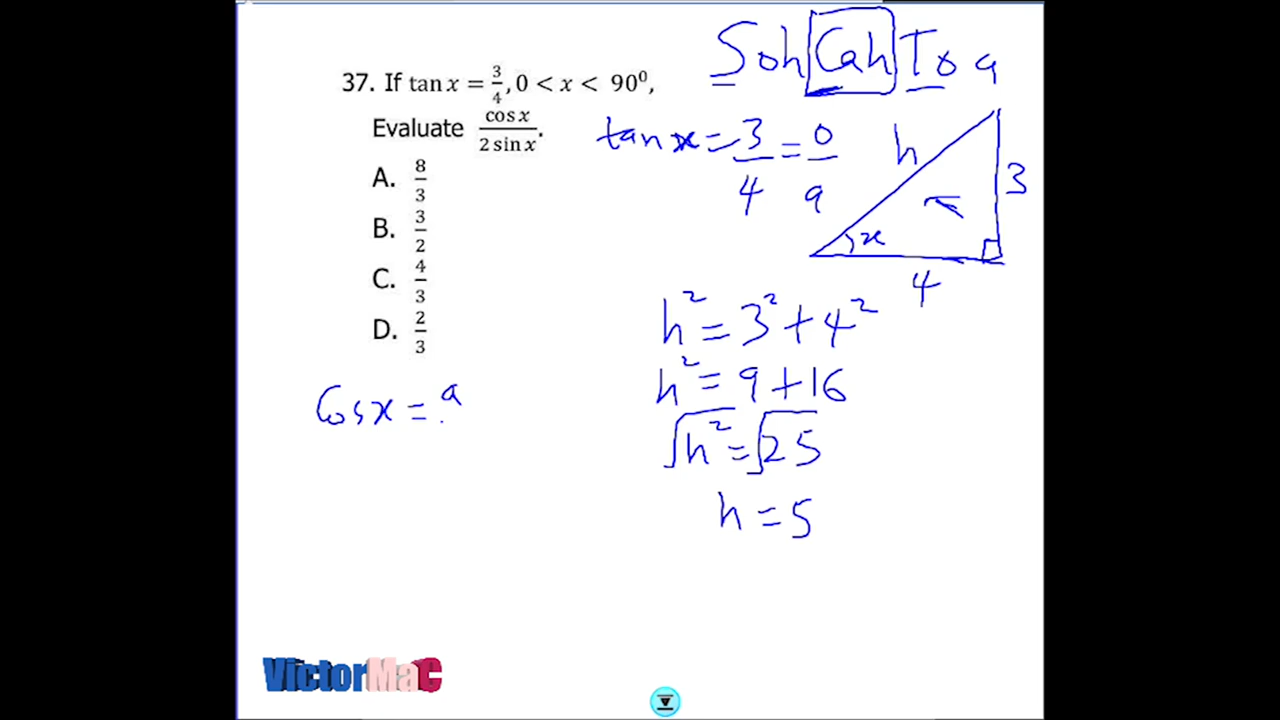 Soh Cah Toa
37. If tan x = 3/4, 0 < x < 90⁰,
Evaluate cos x / 2 sin x.
A. 8/3
B. 3/2
C. 4/3
D. 2/3
tan x = 3/4 = o/a
h
3
x
4
h² = 3² + 4²
h² = 9 + 16
√h² = √25
h = 5
Cos x = a
VictorMaC